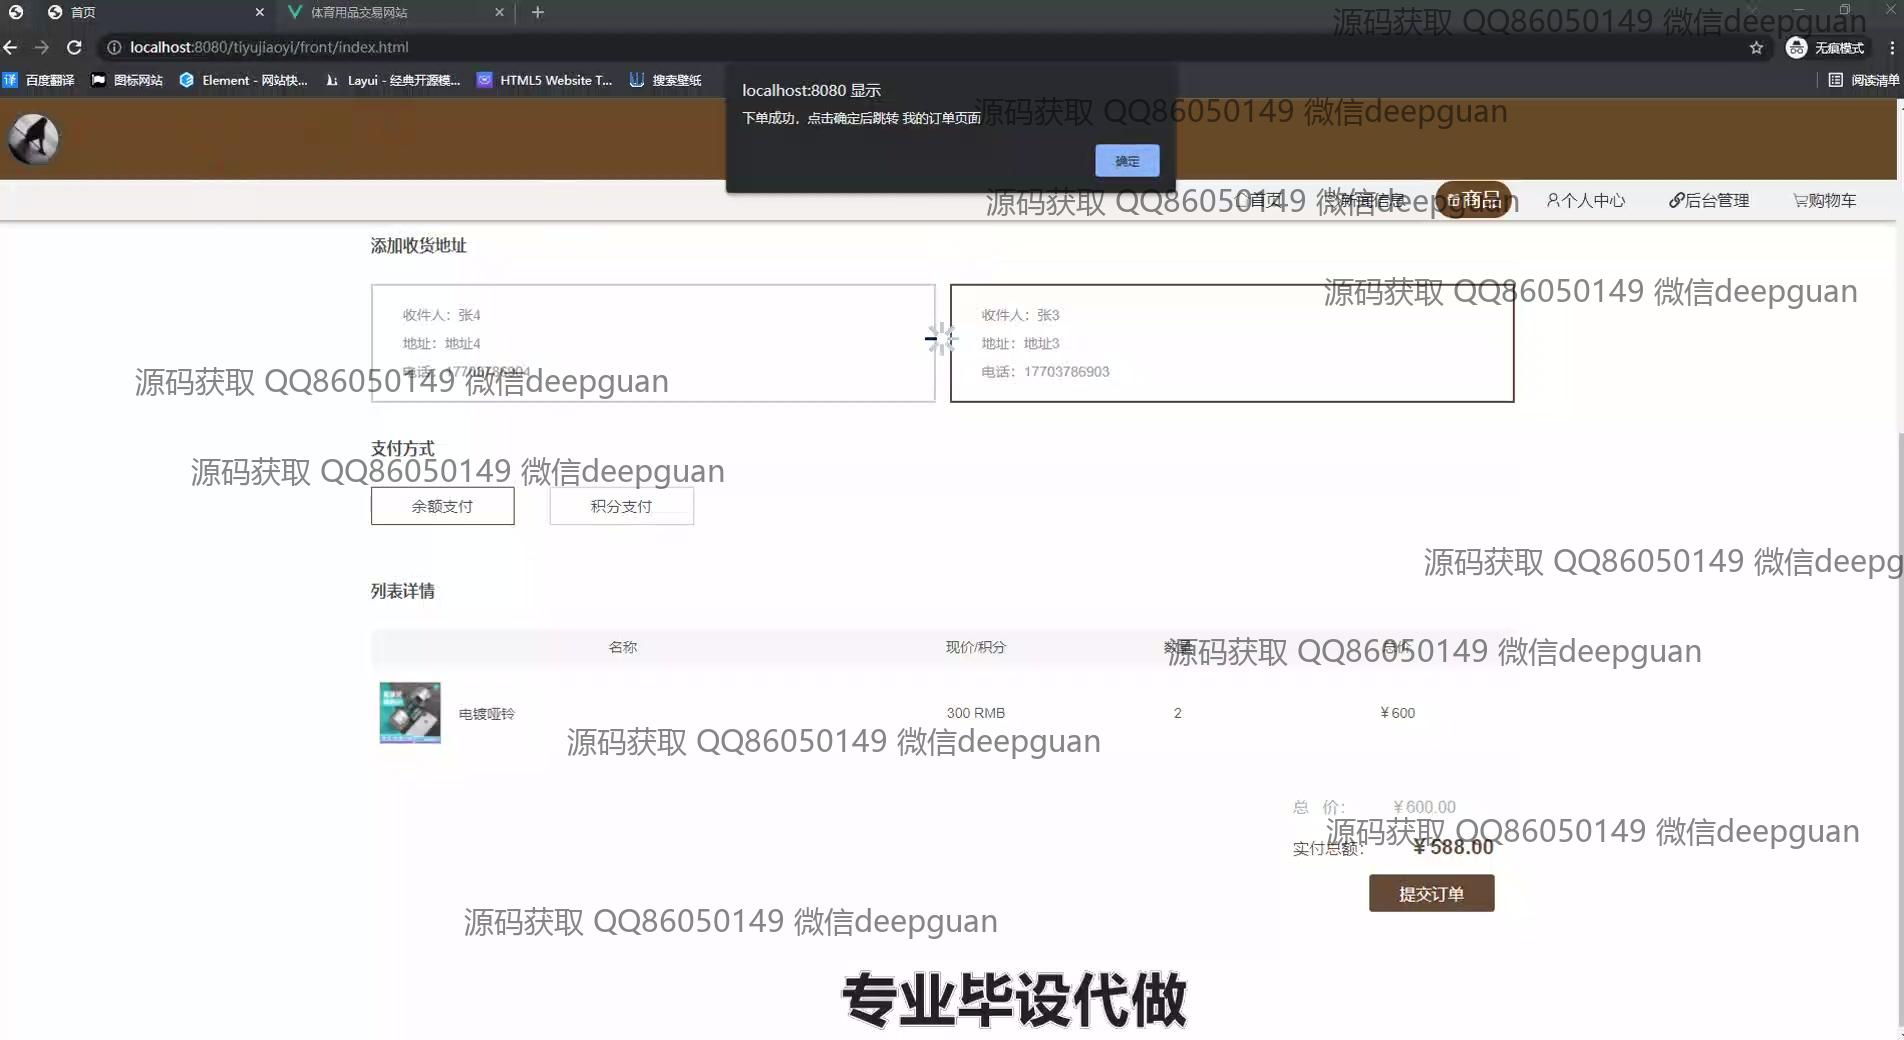 首页
体育用品交易网站
源码获取 QQ86050149 微信deepguan
localhost:8080/tiyujiaoyi/front/index.html
无痕模式
百度翻译
图标网站
Element - 网站快...
Layui - 经典开源模...
HTML5 Website T...
搜索壁纸
阅读清单
localhost:8080 显示
下单成功，点击确定后跳转 我的订单页面
源码获取 QQ86050149 微信deepguan
确定
源码获取 QQ86050149 微信deepguan
首页
新闻信息
商品
个人中心
后台管理
购物车
添加收货地址
源码获取 QQ86050149 微信deepguan
收件人：张4
地址：地址4
电话：17703786904
收件人：张3
地址：地址3
电话：17703786903
源码获取 QQ86050149 微信deepguan
支付方式
源码获取 QQ86050149 微信deepguan
余额支付
积分支付
源码获取 QQ86050149 微信deepg
列表详情
名称
现价/积分
数量
总价
源码获取 QQ86050149 微信deepguan
电镀哑铃
300 RMB
2
￥600
源码获取 QQ86050149 微信deepguan
总 价：
￥600.00
源码获取 QQ86050149 微信deepguan
实付总额：
￥588.00
提交订单
源码获取 QQ86050149 微信deepguan
专业毕设代做